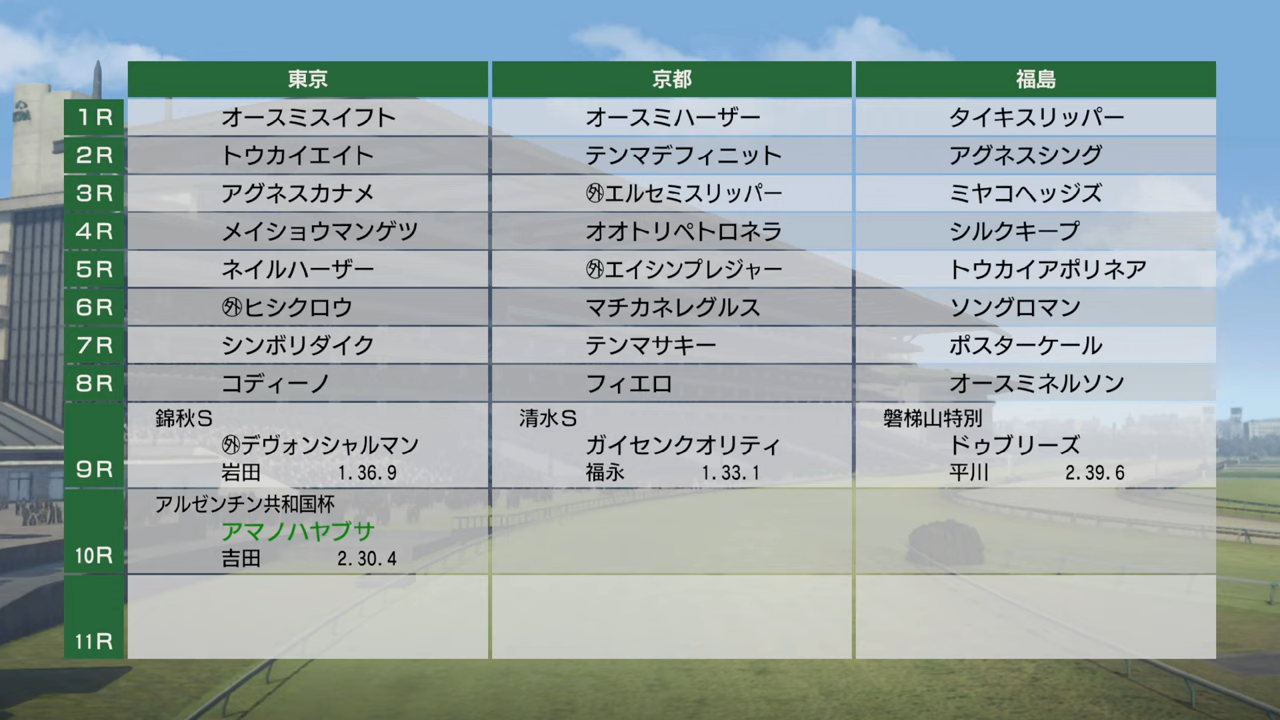 東京 京都 福島
1R オースミスイフト オースミハーザー タイキスリッパー
2R トウカイエイト テンマデフィニット アグネスシング
3R アグネスカナメ ㊕エルセミスリッパー ミヤコヘッジズ
4R メイショウマンゲツ オオトリペトロネラ シルクキープ
5R ネイルハーザー 外エイシンプレジャー トウカイアポリネア
6R 外ヒシクロウ マチカネレグルス ソングロマン
7R シンボリダイク テンマサキー ポスターケール
8R コディーノ フィエロ オースミネルソン
錦秋S 清水S 磐梯山特別
外デヴォンシャルマン ガイセンクオリティ ドゥブリーズ
9R 岩田 1.36.9 福永 1.33.1 平川 2.39.6
アルゼンチン共和国杯
アマノハヤブサ
10R 吉田 2.30.4
11R